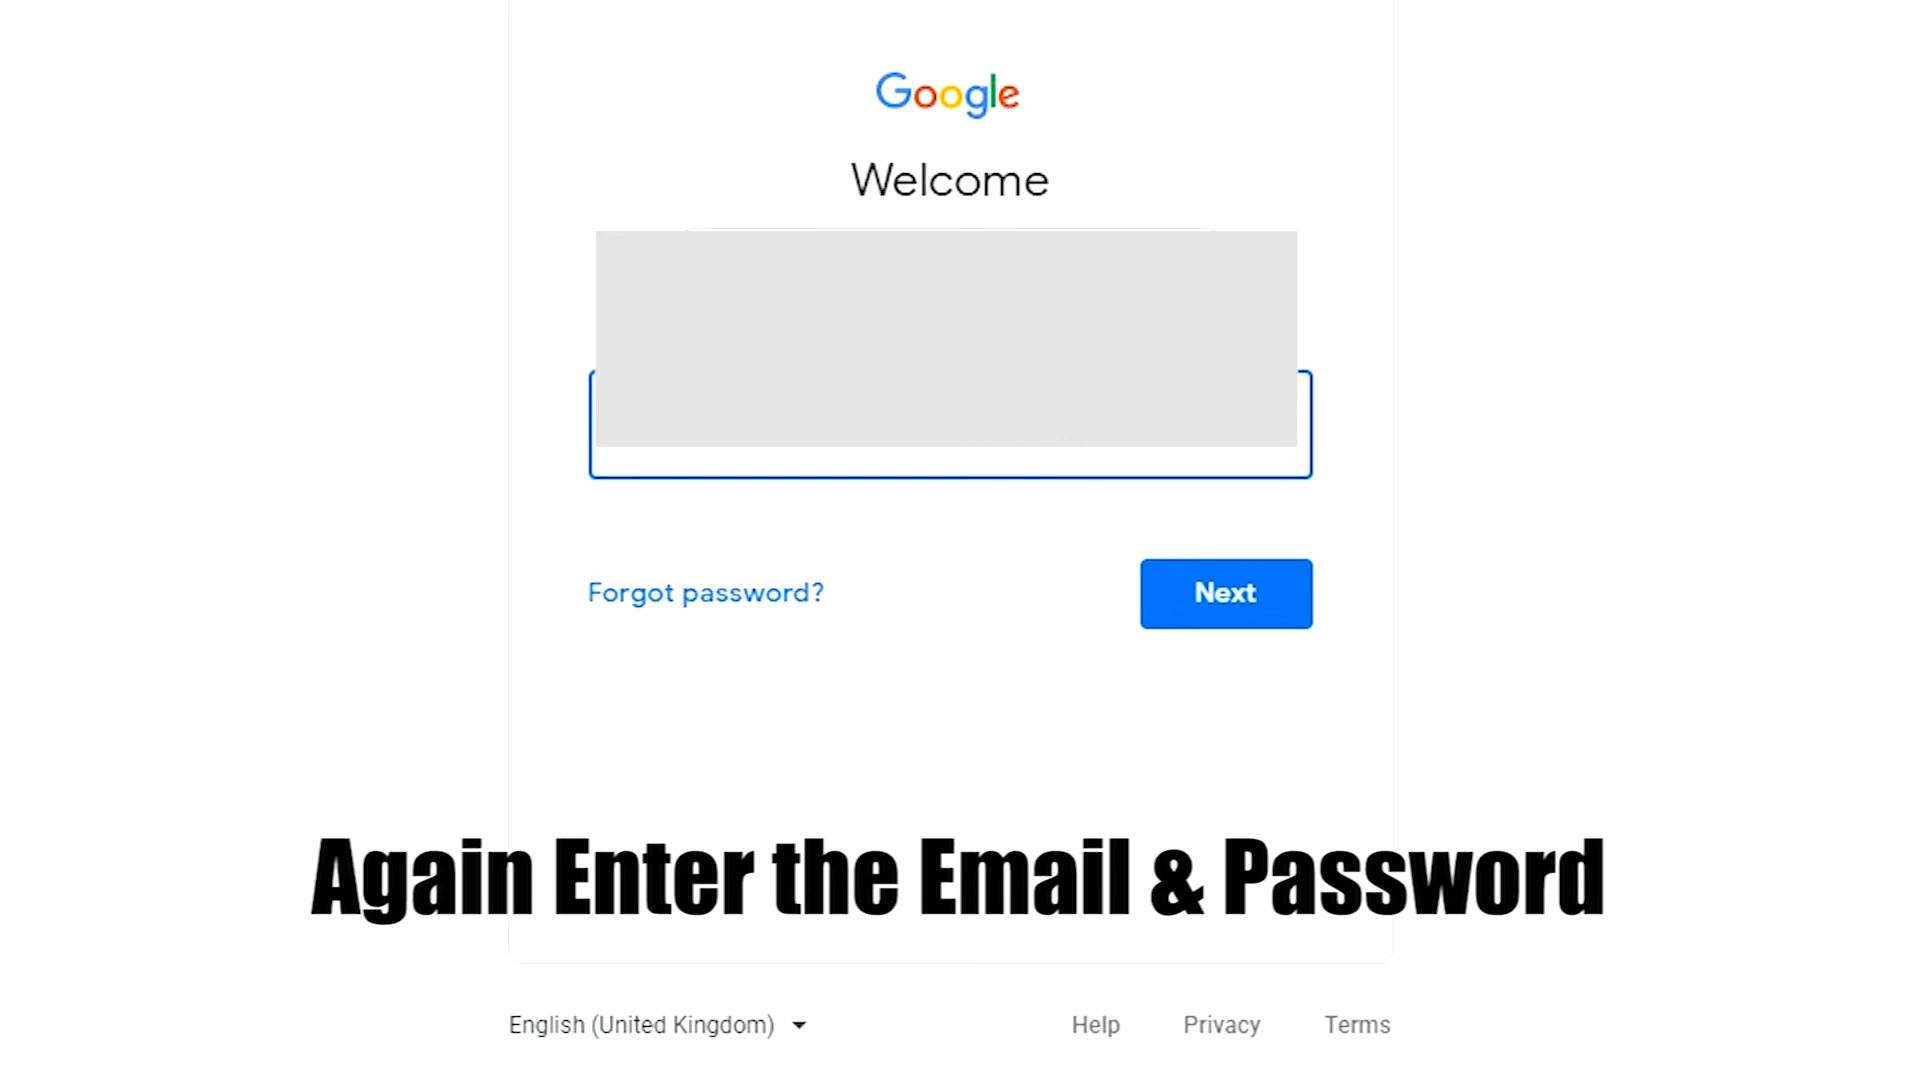 Google
Welcome
Forgot password?
Next
Again Enter the Email & Password
English (United Kingdom)
Help Privacy Terms